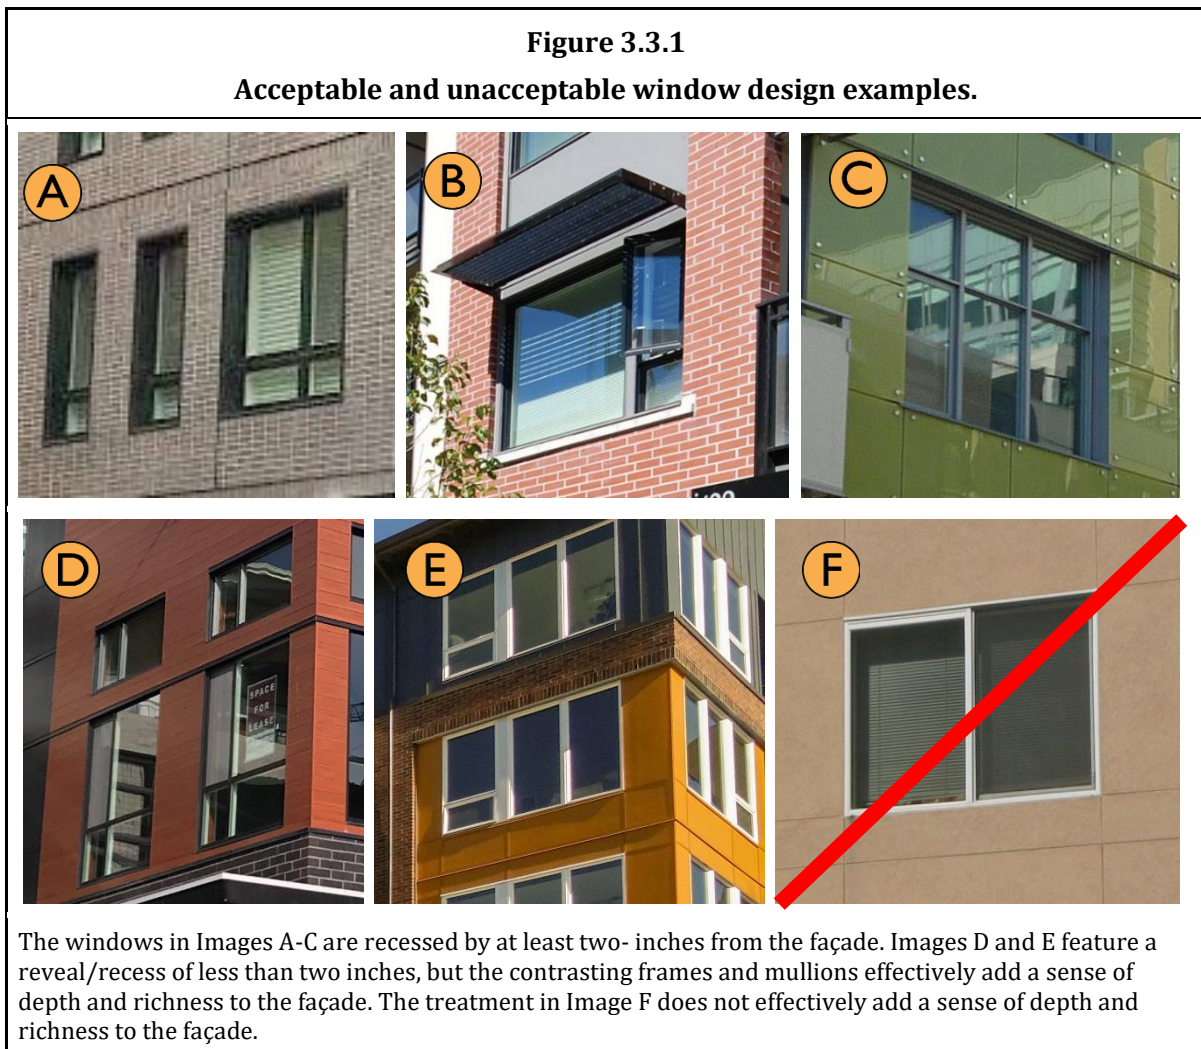 Figure 3.3.1
Acceptable and unacceptable window design examples.
A
B
C
D
SPACE
FOR
LEASE
E
F
The windows in Images A-C are recessed by at least two- inches from the façade. Images D and E feature a
reveal/recess of less than two inches, but the contrasting frames and mullions effectively add a sense of
depth and richness to the façade. The treatment in Image F does not effectively add a sense of depth and
richness to the façade.